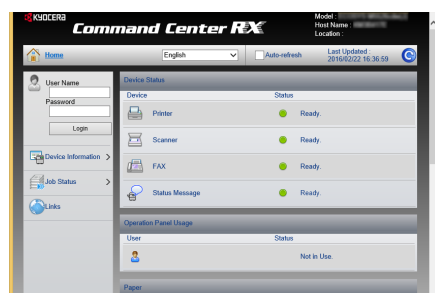 KYOCERA
Command Center RX
Model :
Host Name :
Location :
Home
English
Auto-refresh
Last Updated :
2016/02/22 16:36:59
User Name
Password
Login
Device Information >
Job Status >
Links
Device Status
Device Status
Printer Ready.
Scanner Ready.
FAX Ready.
Status Message Ready.
Operation Panel Usage
User Status
Not in Use.
Paper